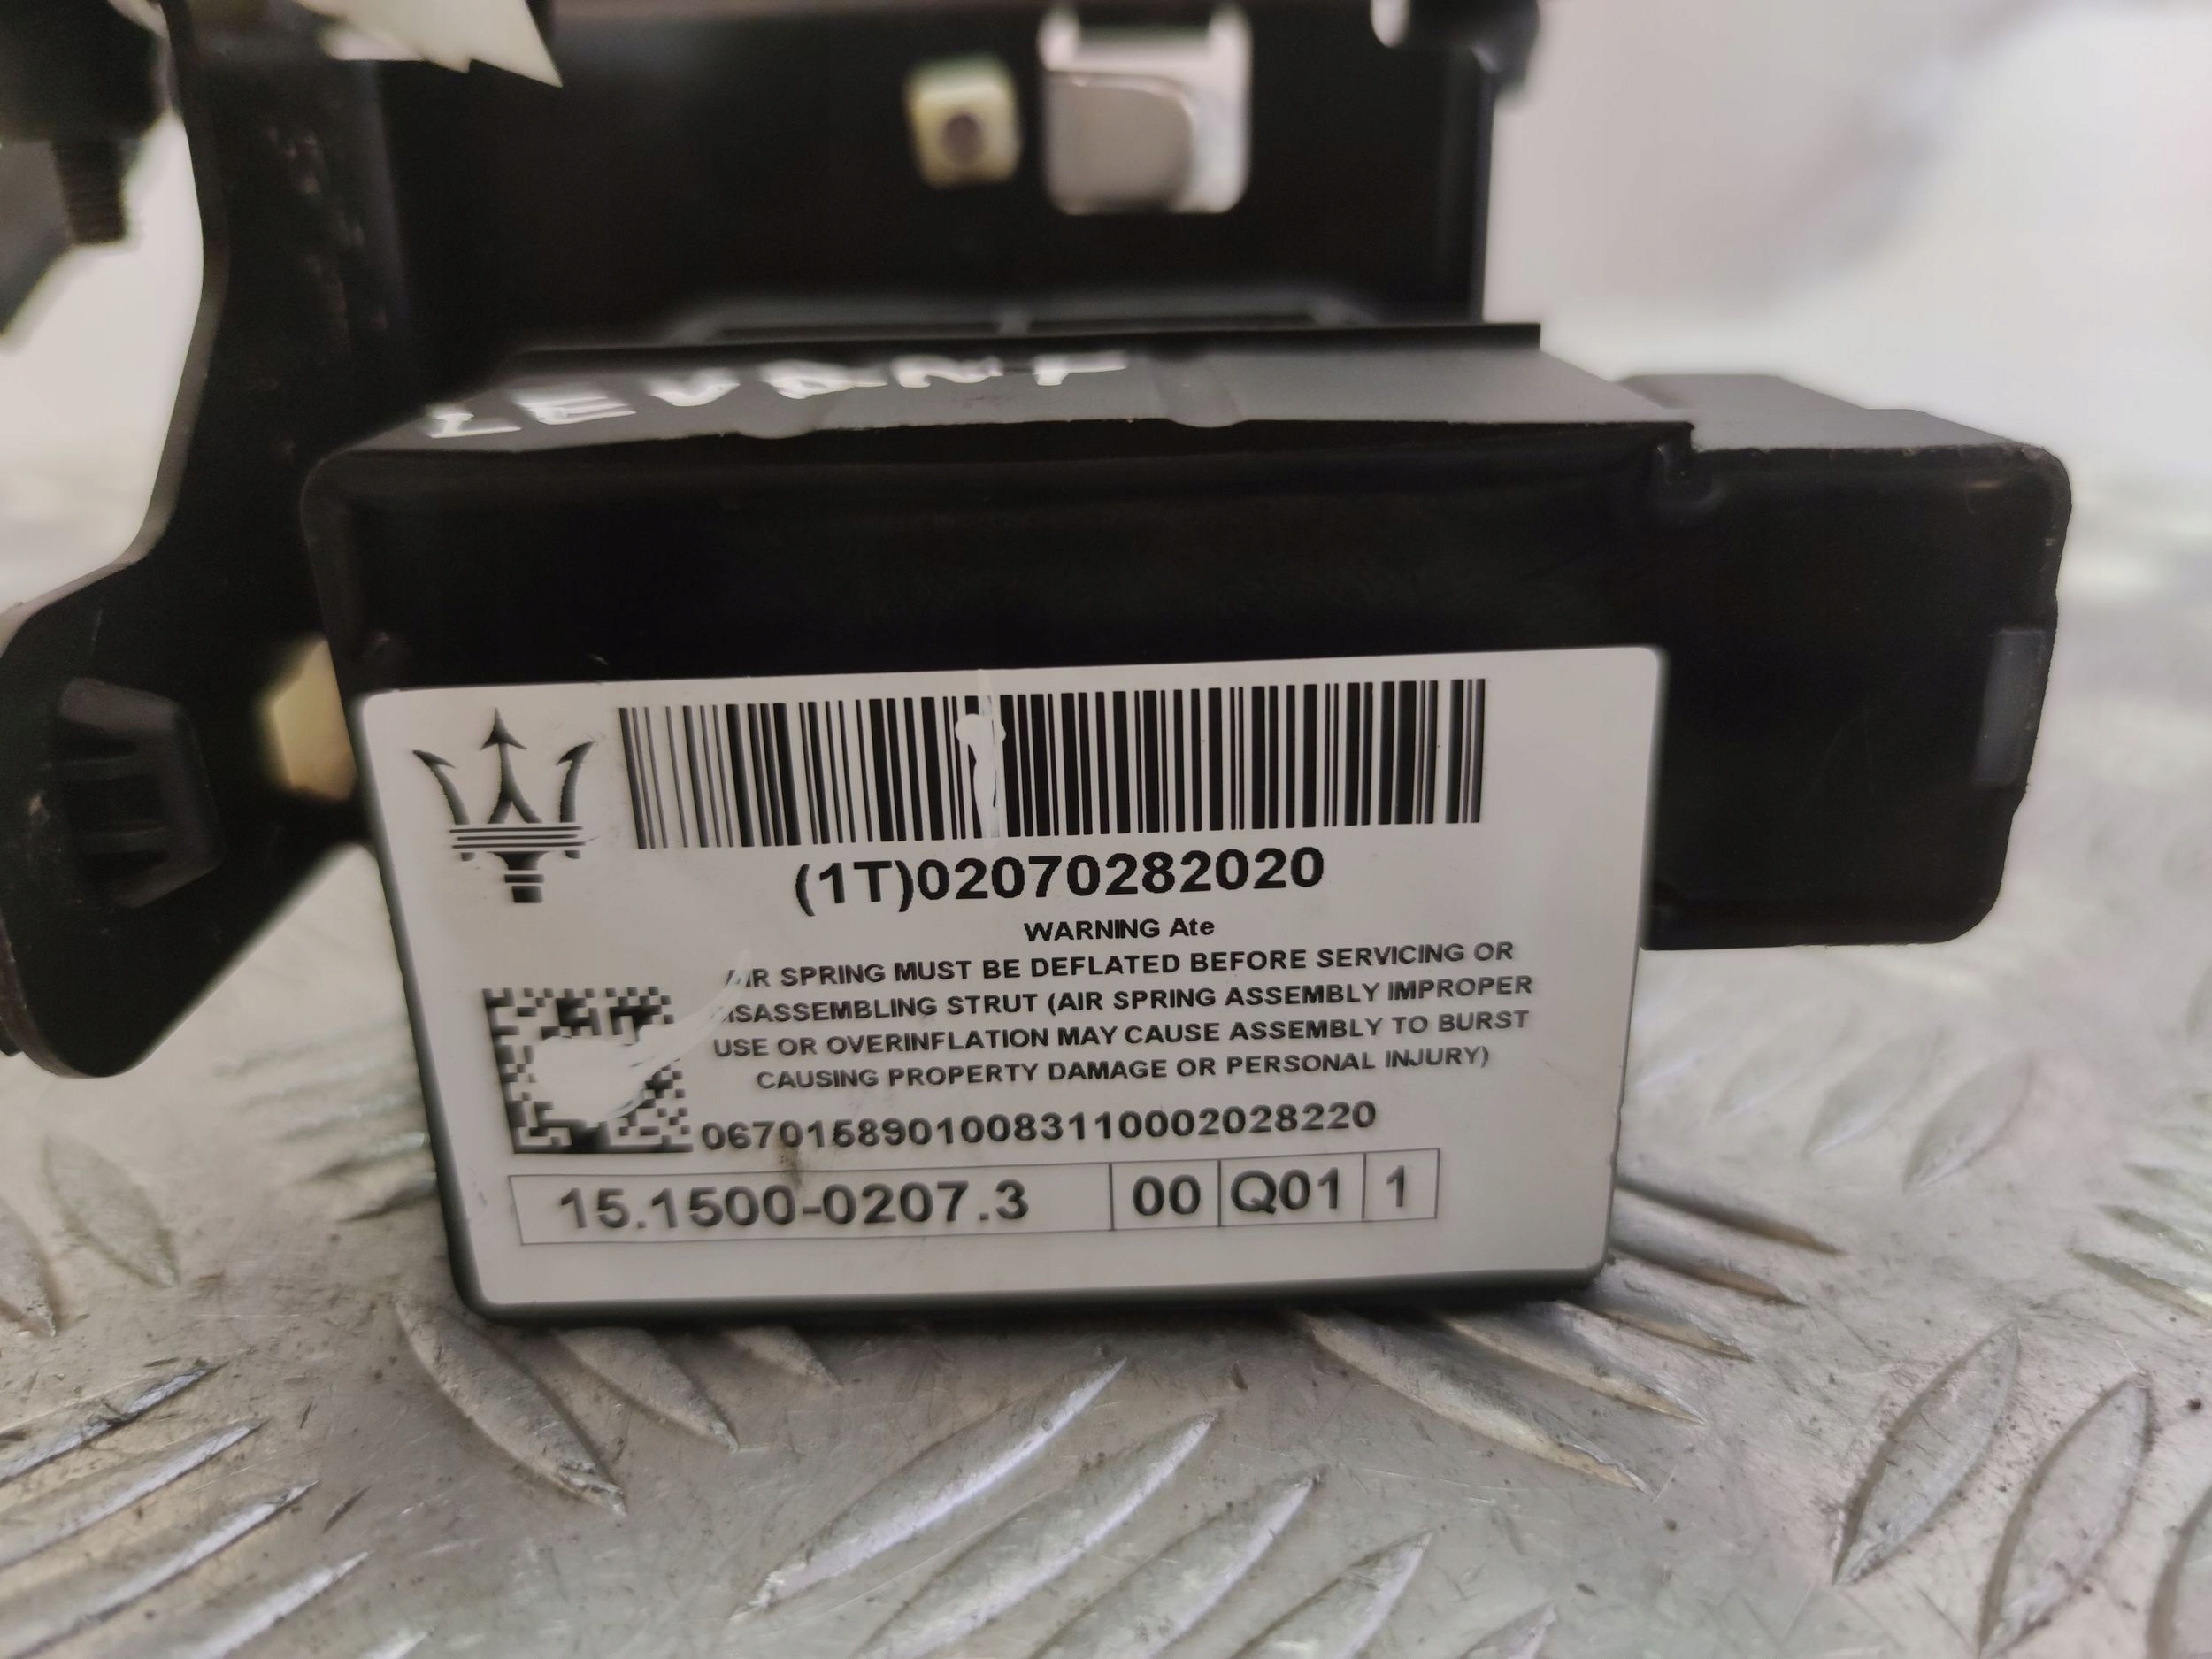 LEVANT
(1T)02070282020
WARNING Ate
AIR SPRING MUST BE DEFLATED BEFORE SERVICING OR
ISASSEMBLING STRUT (AIR SPRING ASSEMBLY IMPROPER
USE OR OVERINFLATION MAY CAUSE ASSEMBLY TO BURST
CAUSING PROPERTY DAMAGE OR PERSONAL INJURY)
06701589010083110002028220
15.1500-0207.3 00 Q01 1